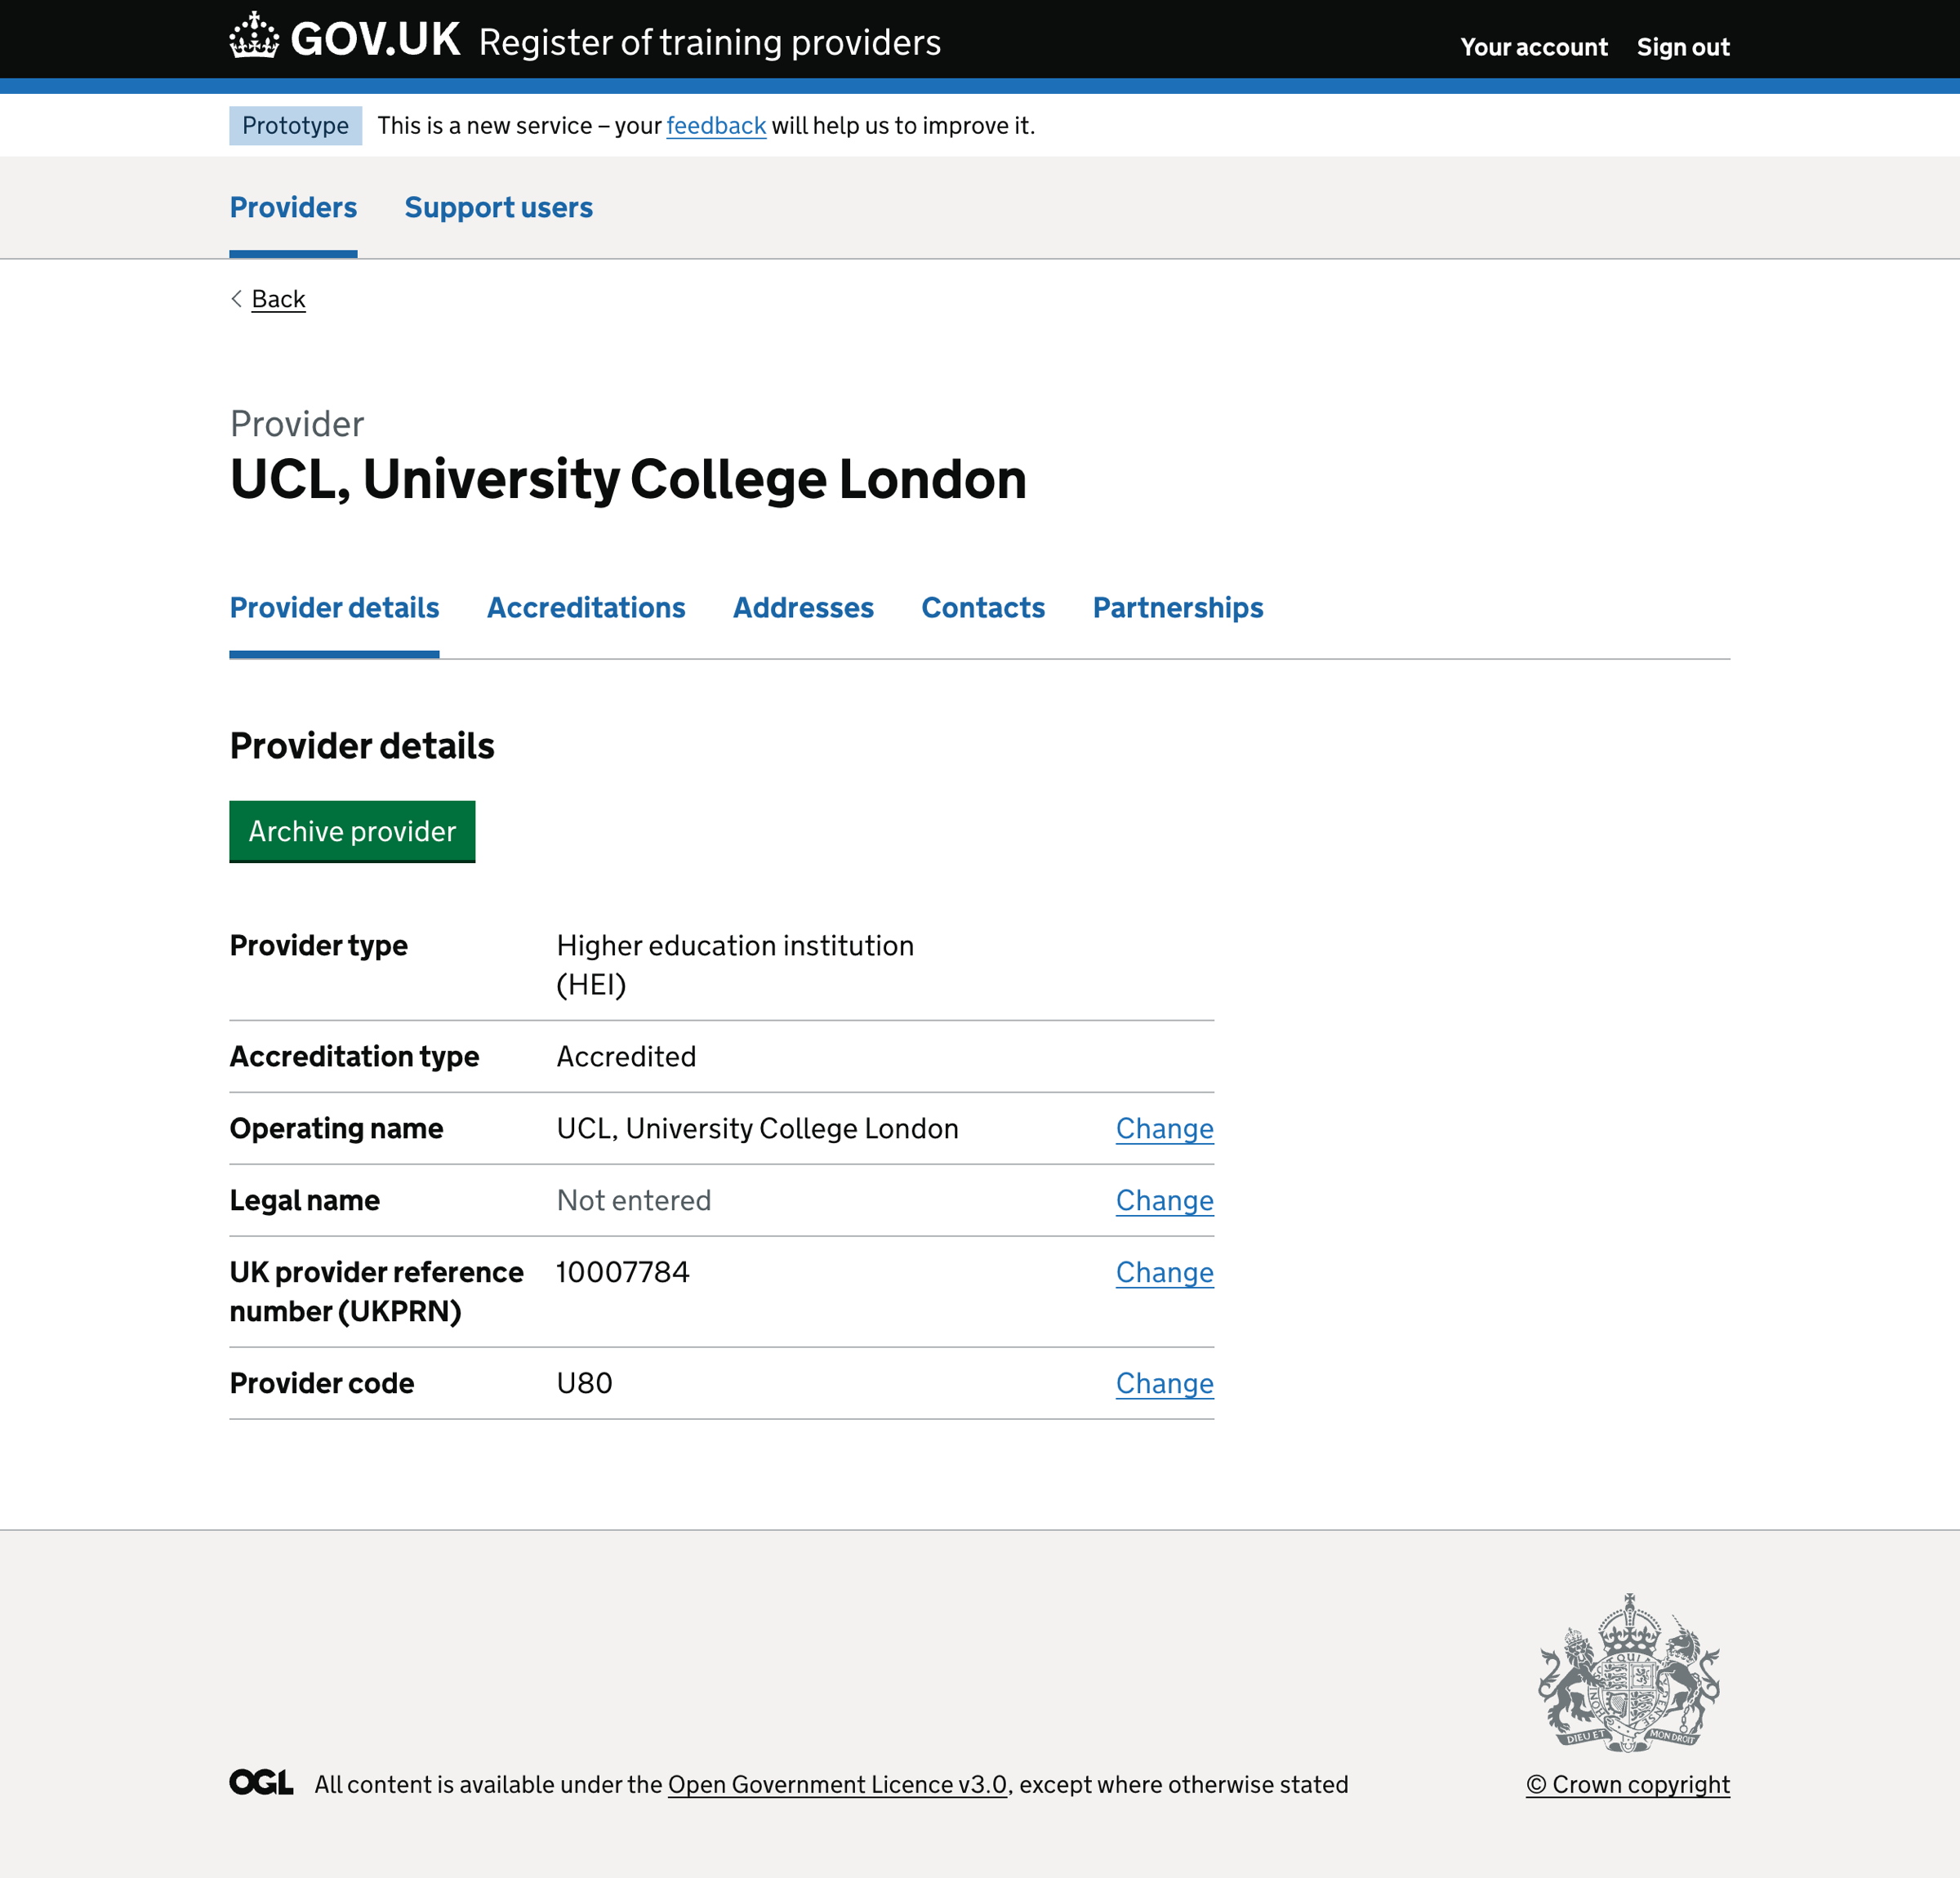 GOV.UK Register of training providers
Your account Sign out
Prototype This is a new service – your feedback will help us to improve it.
Providers Support users
Back
Provider
UCL, University College London
Provider details Accreditations Addresses Contacts Partnerships
Provider details
Archive provider
Provider type Higher education institution
(HEI)
Accreditation type Accredited
Operating name UCL, University College London Change
Legal name Not entered Change
UK provider reference 10007784 Change
number (UKPRN)
Provider code U80 Change
DIEU ET MON DROIT
OGL All content is available under the Open Government Licence v3.0, except where otherwise stated
© Crown copyright